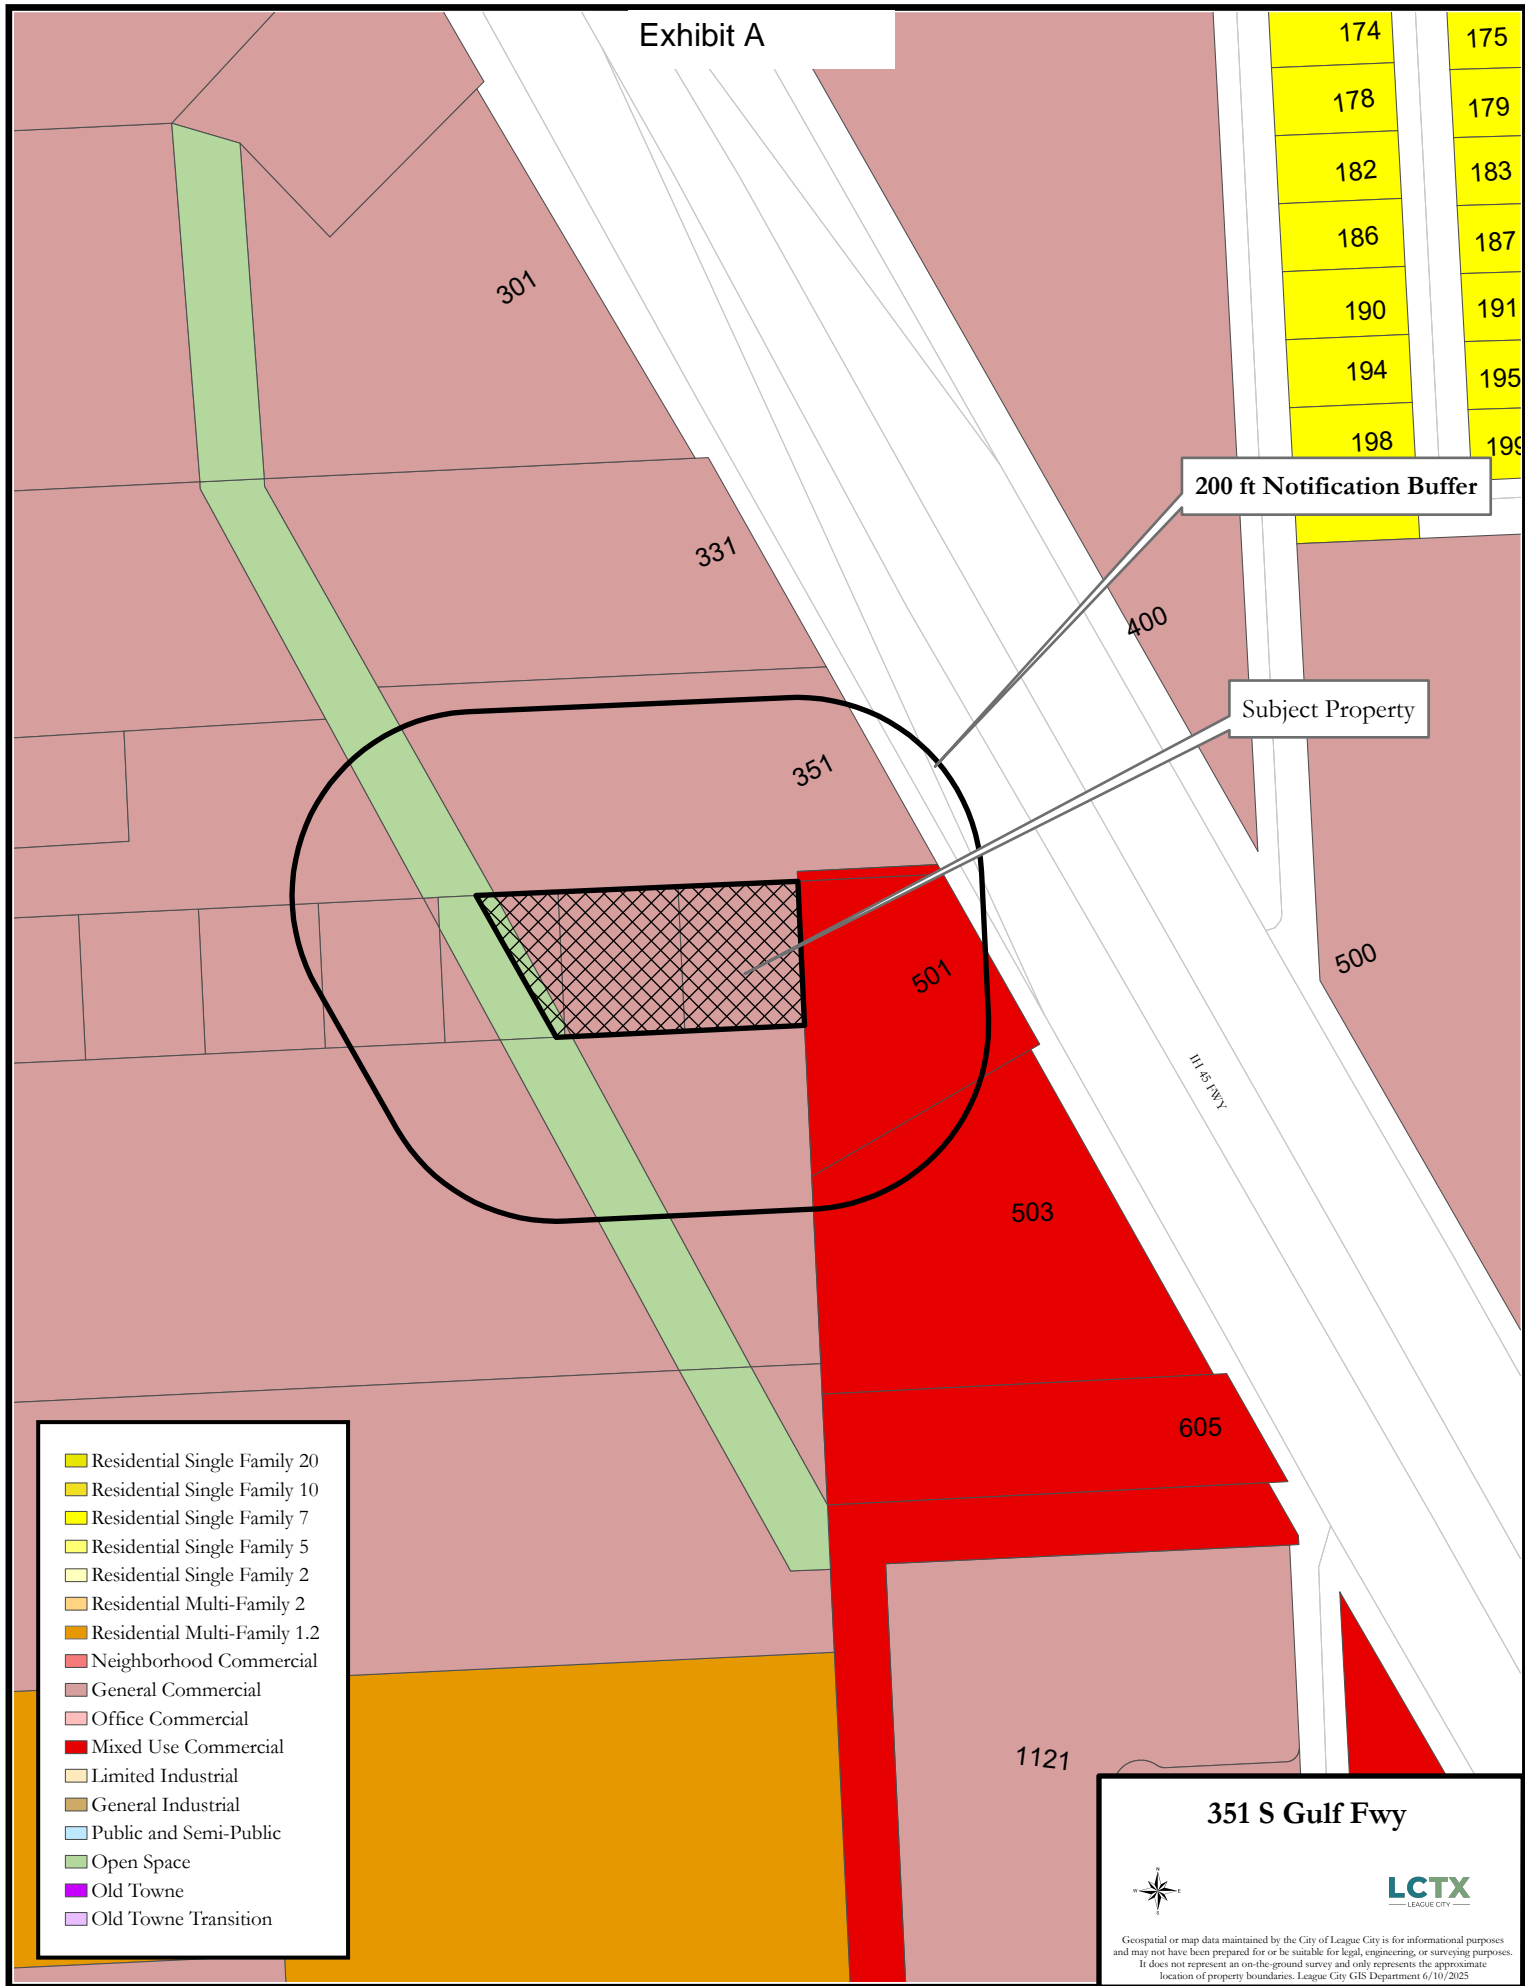 Exhibit A
174
175
178
179
182
183
186
187
190
191
194
195
198
199
301
200 ft Notification Buffer
331
400
Subject Property
351
501
500
IH 45 FWY
503
605
1121
Residential Single Family 20
Residential Single Family 10
Residential Single Family 7
Residential Single Family 5
Residential Single Family 2
Residential Multi-Family 2
Residential Multi-Family 1.2
Neighborhood Commercial
General Commercial
Office Commercial
Mixed Use Commercial
Limited Industrial
General Industrial
Public and Semi-Public
Open Space
Old Towne
Old Towne Transition
351 S Gulf Fwy
N
W E
S
LCTX
LEAGUE CITY
Geospatial or map data maintained by the City of League City is for informational purposes
and may not have been prepared for or be suitable for legal, engineering, or surveying purposes.
It does not represent an on-the-ground survey and only represents the approximate
location of property boundaries. League City GIS Department 6/10/2025